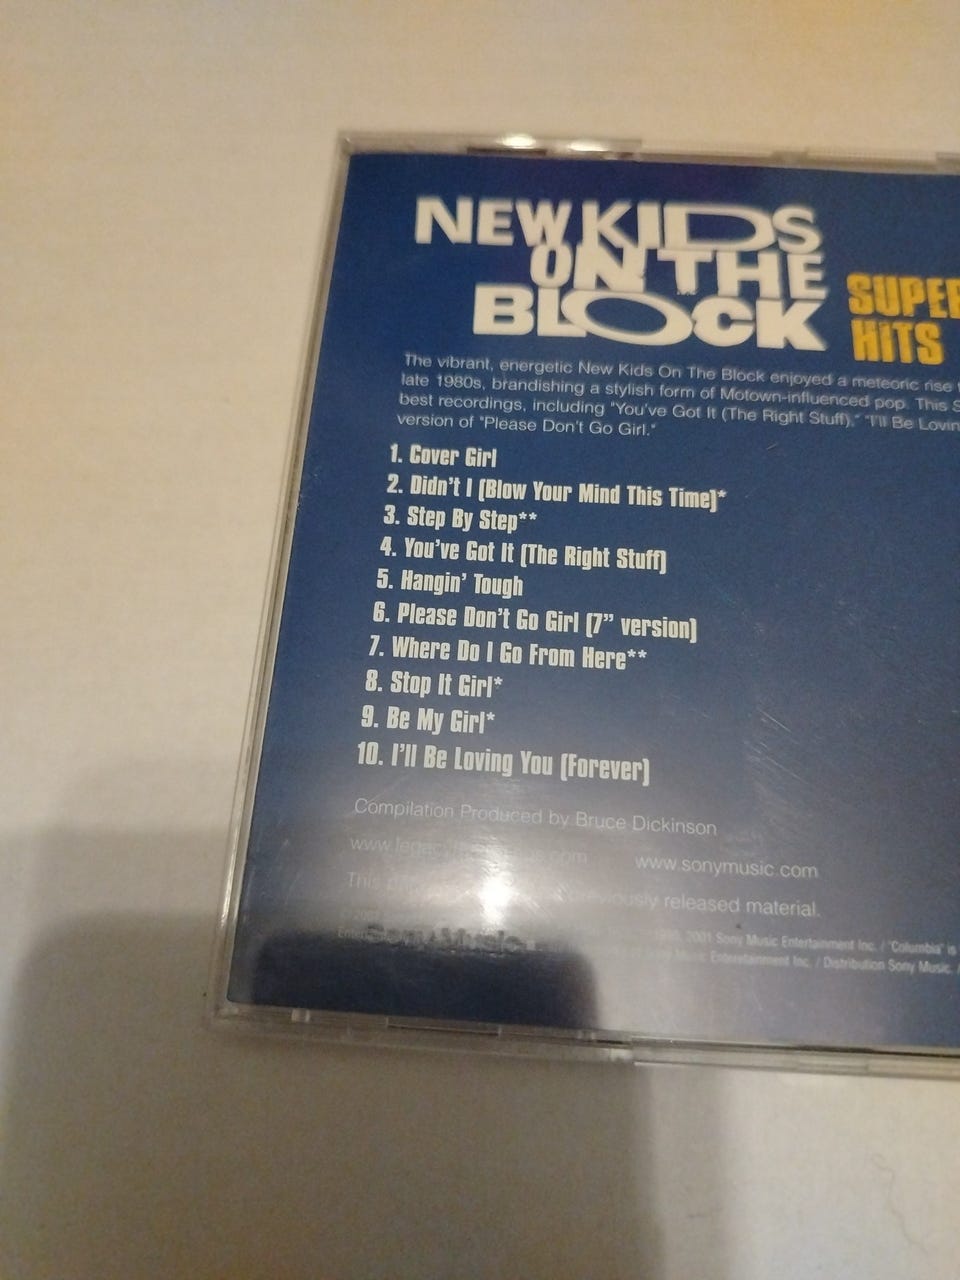 NEW KIDS
ON THE
BLOCK
SUPER
HITS
The vibrant, energetic New Kids On The Block enjoyed a meteoric rise
late 1980s, brandishing a stylish form of Motown-influenced pop. This
best recordings, including "You've Got It (The Right Stuff)," "I'll Be
version of "Please Don't Go Girl."
1. Cover Girl
2. Didn't I (Blow Your Mind This Time)*
3. Step By Step**
4. You've Got It (The Right Stuff)
5. Hangin' Tough
6. Please Don't Go Girl (7" version)
7. Where Do I Go From Here**
8. Stop It Girl*
9. Be My Girl*
10. I'll Be Loving You (Forever)
Compilation Produced by Bruce Dickinson
www.sonymusic.com
This previously released material.
2001 Sony Music Entertainment Inc. / "Columbia" is
Sony Music Entertainment Inc. / Distribution Sony Music. /